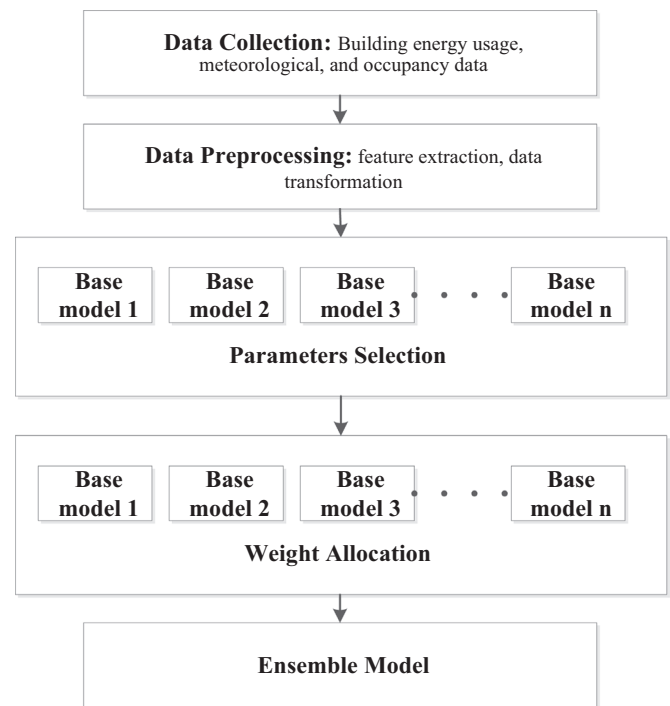 Data Collection: Building energy usage,
meteorological, and occupancy data
Data Preprocessing: feature extraction, data
transformation
Base model 1
Base model 2
Base model 3
Base model n
Parameters Selection
Base model 1
Base model 2
Base model 3
Base model n
Weight Allocation
Ensemble Model